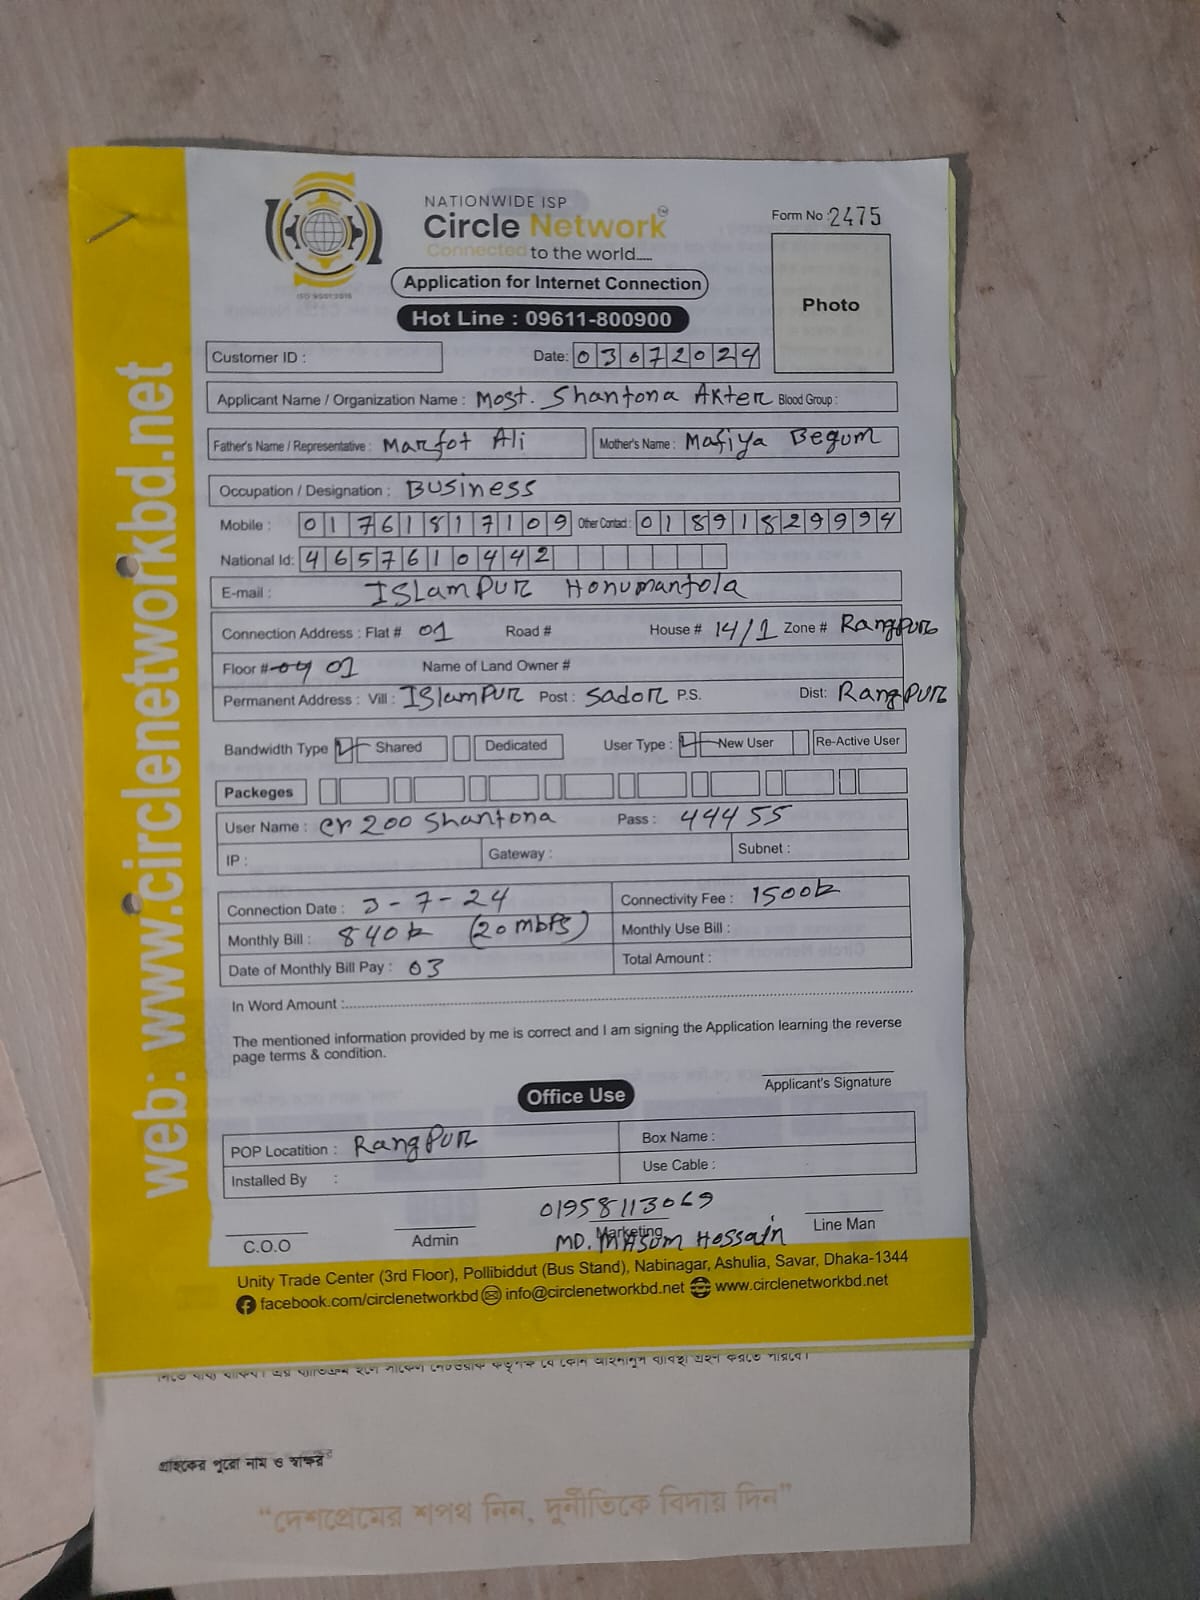 NATIONWIDE ISP
Circle Network
Connected to the world.....
ISO 9001:2015
Application for Internet Connection
Hot Line : 09611-800900
Form No : 2475
Photo
Customer ID :
Date: 03072024
Applicant Name / Organization Name : Most. Shantona Akter Blood Group :
Father's Name / Representative : Marfot Ali Mother's Name : Mafiya Begum
Occupation / Designation : Business
Mobile : 01761817109 Other Contact : 01891829994
National Id: 4657610442
E-mail : Islampur Honumantola
Connection Address : Flat # 01 Road # House # 14/1 Zone # Rangpur
Floor # 04 01 Name of Land Owner #
Permanent Address : Vill : Islampur Post : Sador P.S. Dist: Rangpur
Bandwidth Type Shared Dedicated User Type : New User Re-Active User
Packeges
User Name : cr 200 Shantona Pass : 44455
IP : Gateway : Subnet :
Connection Date : 3-7-24 Connectivity Fee : 1500
Monthly Bill : 840 (20 mbps) Monthly Use Bill :
Date of Monthly Bill Pay : 03 Total Amount :
In Word Amount :
The mentioned information provided by me is correct and I am signing the Application learning the reverse
page terms & condition.
Applicant's Signature
Office Use
POP Locatition : Rangpur Box Name :
Installed By : Use Cable :
01958113069
C.O.O Admin Marketing Line Man
MD. Masum Hossain
Unity Trade Center (3rd Floor), Pollibiddut (Bus Stand), Nabinagar, Ashulia, Savar, Dhaka-1344
facebook.com/circlenetworkbd info@circlenetworkbd.net www.circlenetworkbd.net
web: www.circlenetworkbd.net
গ্রাহকের পুরো নাম ও স্বাক্ষর
"দেশপ্রেমের শপথ নিন, দুর্নীতিকে বিদায় দিন"